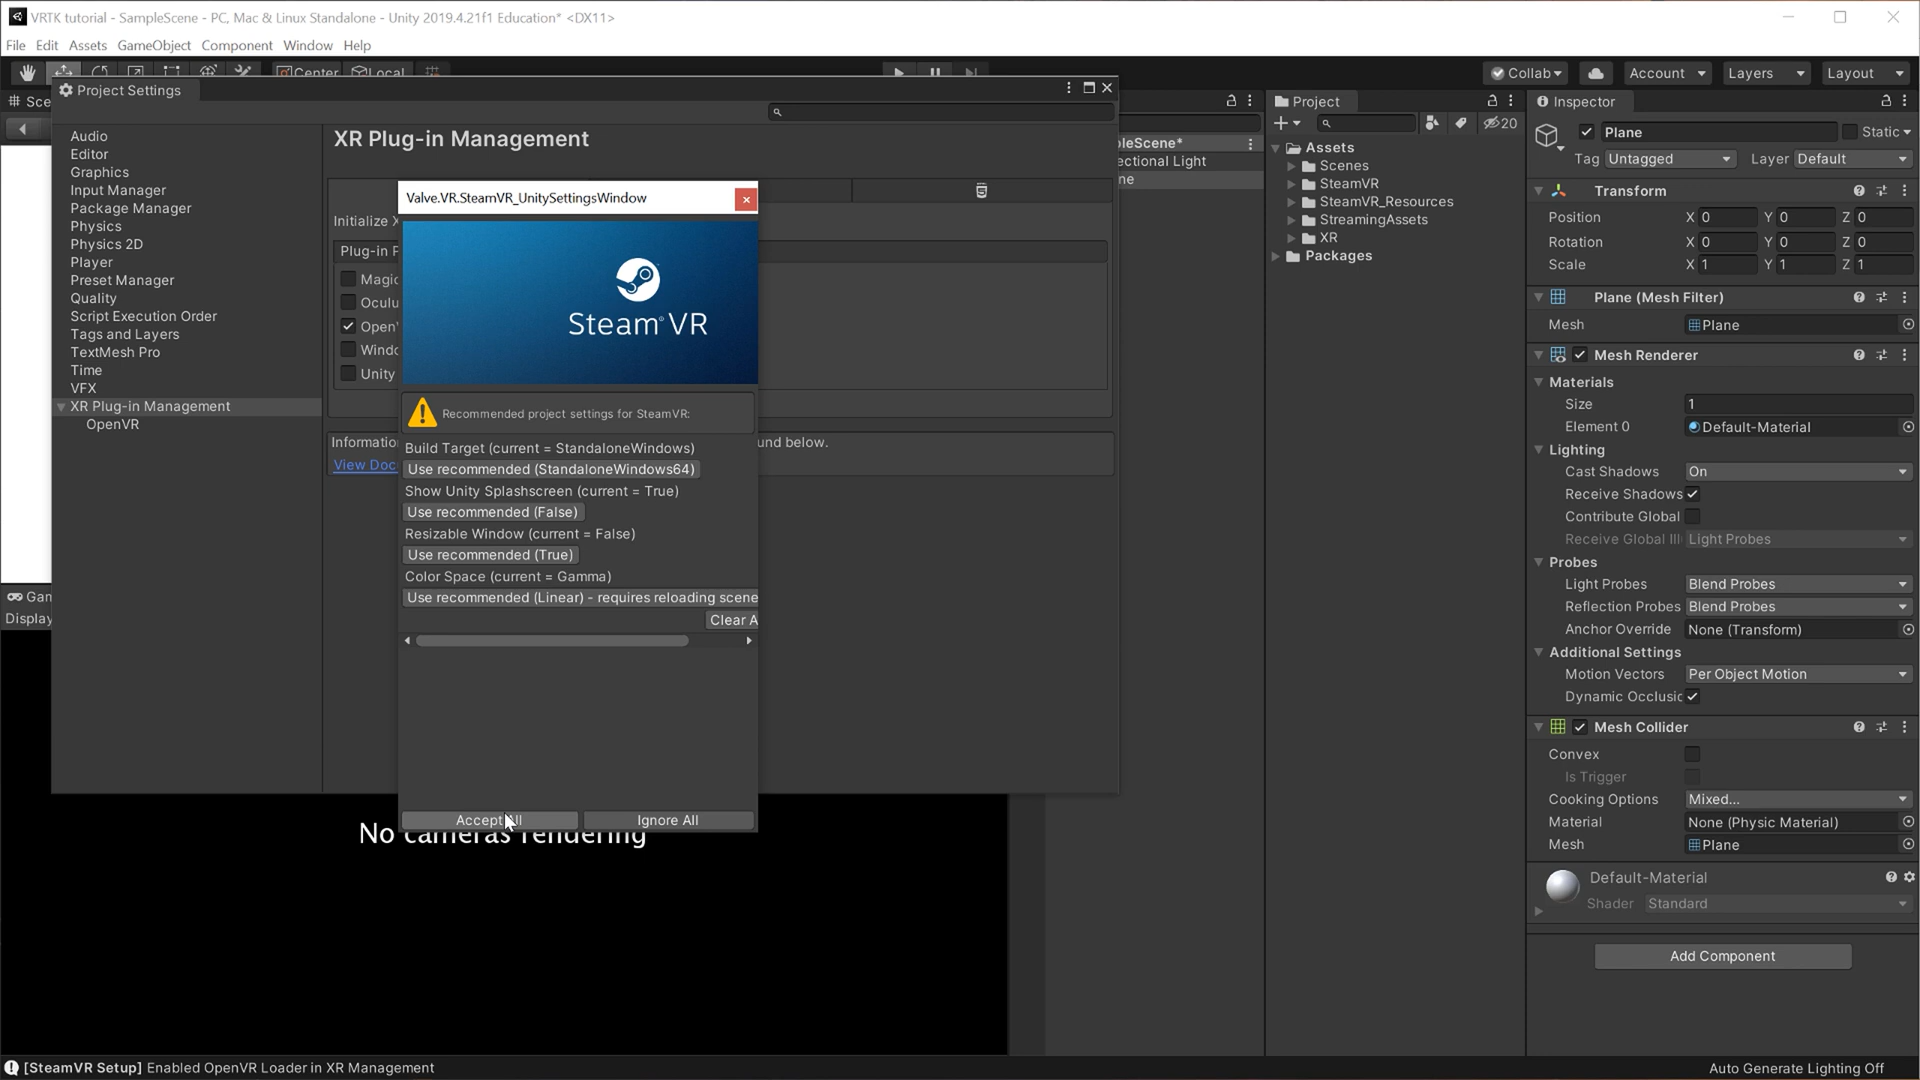 VRTK tutorial - SampleScene - PC, Mac & Linux Standalone - Unity 2019.4.21f1 Education* <DX11>
File Edit Assets GameObject Component Window Help
Center Local
Collab Account Layers Layout
Project Settings
Audio
Editor
Graphics
Input Manager
Package Manager
Physics
Physics 2D
Player
Preset Manager
Quality
Script Execution Order
Tags and Layers
TextMesh Pro
Time
VFX
XR Plug-in Management
OpenVR
XR Plug-in Management
Initialize X
Plug-in P
Magic
Oculu
Open
Windo
Unity
Informatio
und below.
View Doc
Valve.VR.SteamVR_UnitySettingsWindow
Steam VR
Recommended project settings for SteamVR:
Build Target (current = StandaloneWindows)
Use recommended (StandaloneWindows64)
Show Unity Splashscreen (current = True)
Use recommended (False)
Resizable Window (current = False)
Use recommended (True)
Color Space (current = Gamma)
Use recommended (Linear) - requires reloading scene
Clear A
Accept All
Ignore All
No cameras rendering
Sce
Gan
Display
leScene*
ectional Light
ne
Project
20
Assets
Scenes
SteamVR
SteamVR_Resources
StreamingAssets
XR
Packages
Inspector
Plane Static
Tag Untagged Layer Default
Transform
Position X 0 Y 0 Z 0
Rotation X 0 Y 0 Z 0
Scale X 1 Y 1 Z 1
Plane (Mesh Filter)
Mesh Plane
Mesh Renderer
Materials
Size 1
Element 0 Default-Material
Lighting
Cast Shadows On
Receive Shadows
Contribute Global
Receive Global Ill Light Probes
Probes
Light Probes Blend Probes
Reflection Probes Blend Probes
Anchor Override None (Transform)
Additional Settings
Motion Vectors Per Object Motion
Dynamic Occlusic
Mesh Collider
Convex
Is Trigger
Cooking Options Mixed...
Material None (Physic Material)
Mesh Plane
Default-Material
Shader Standard
Add Component
[SteamVR Setup] Enabled OpenVR Loader in XR Management
Auto Generate Lighting Off